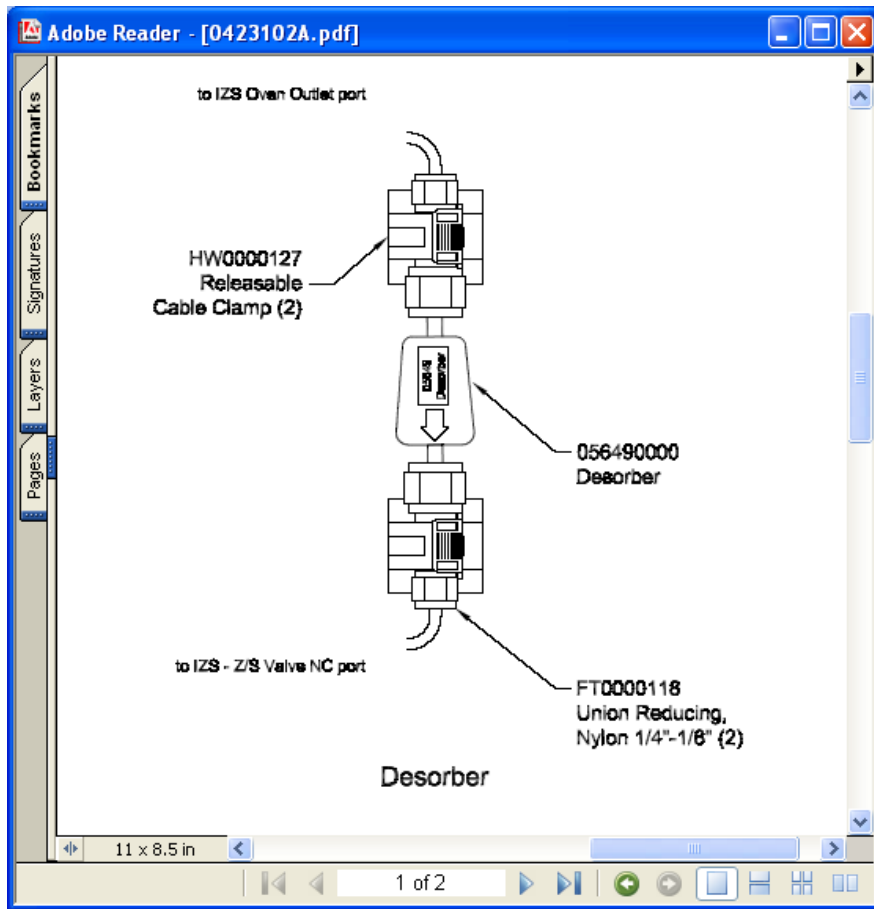 Adobe Reader - [0423102A.pdf]
Bookmarks
Signatures
Layers
Pages
to IZS Oven Outlet port
HW0000127
Releasable
Cable Clamp (2)
05649
Desorber
056490000
Desorber
to IZS - Z/S Valve NC port
FT0000118
Union Reducing,
Nylon 1/4"-1/8" (2)
Desorber
11 x 8.5 in
1 of 2